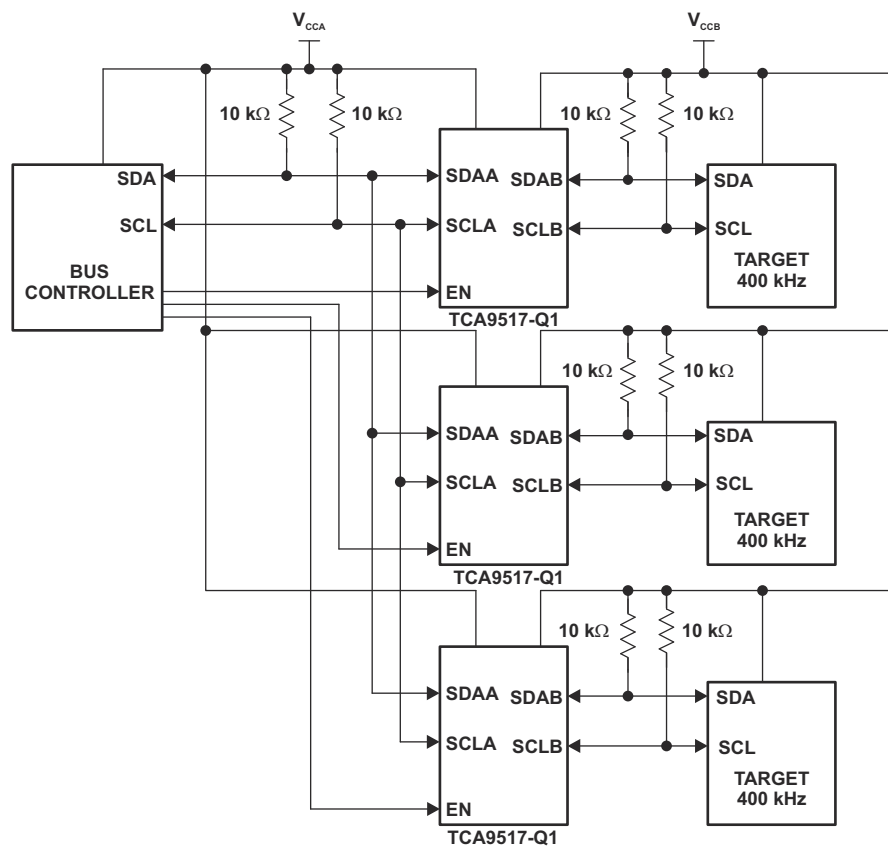 V_CCA
V_CCB
10 kΩ
10 kΩ
10 kΩ
10 kΩ
SDA
SCL
BUS
CONTROLLER
SDAA
SCLA
EN
SDAB
SCLB
TCA9517-Q1
SDA
SCL
TARGET
400 kHz
10 kΩ
10 kΩ
SDAA
SCLA
EN
SDAB
SCLB
TCA9517-Q1
SDA
SCL
TARGET
400 kHz
10 kΩ
10 kΩ
SDAA
SCLA
EN
SDAB
SCLB
TCA9517-Q1
SDA
SCL
TARGET
400 kHz